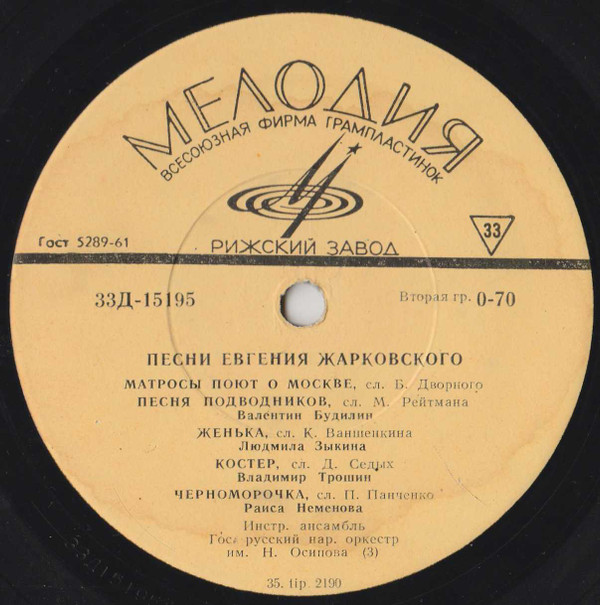 МЕЛОДИЯ
ВСЕСОЮЗНАЯ ФИРМА ГРАМПЛАСТИНОК
Гост 5289-61
РИЖСКИЙ ЗАВОД
33
33Д-15195
Вторая гр. 0-70
ПЕСНИ ЕВГЕНИЯ ЖАРКОВСКОГО
МАТРОСЫ ПОЮТ О МОСКВЕ, сл. Б. Дворного
ПЕСНЯ ПОДВОДНИКОВ, сл. М. Рейтмана
Валентин Будилин
ЖЕНЬКА, сл. К. Ваншенкина
Людмила Зыкина
КОСТЕР, сл. Д. Седых
Владимир Трошин
ЧЕРНОМОРОЧКА, сл. П. Панченко
Раиса Неменова
Инстр. ансамбль
Гос. русский нар. оркестр
им. Н. Осипова (3)
35. tip. 2190